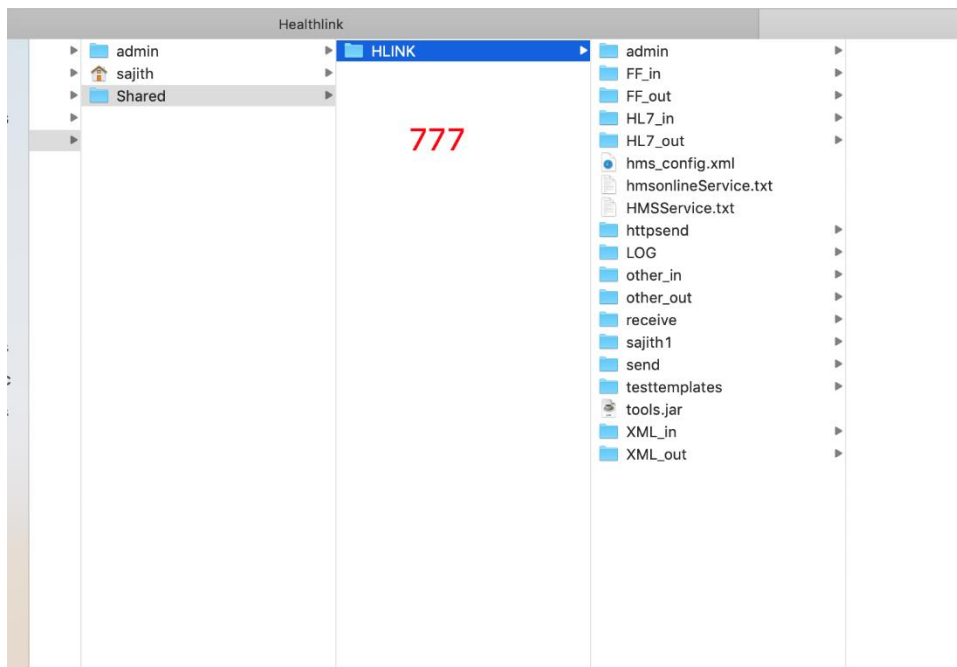 Healthlink
admin
sajith
Shared
HLINK
777
admin
FF_in
FF_out
HL7_in
HL7_out
hms_config.xml
hmsonlineService.txt
HMSService.txt
httpsend
LOG
other_in
other_out
receive
sajith1
send
testtemplates
tools.jar
XML_in
XML_out